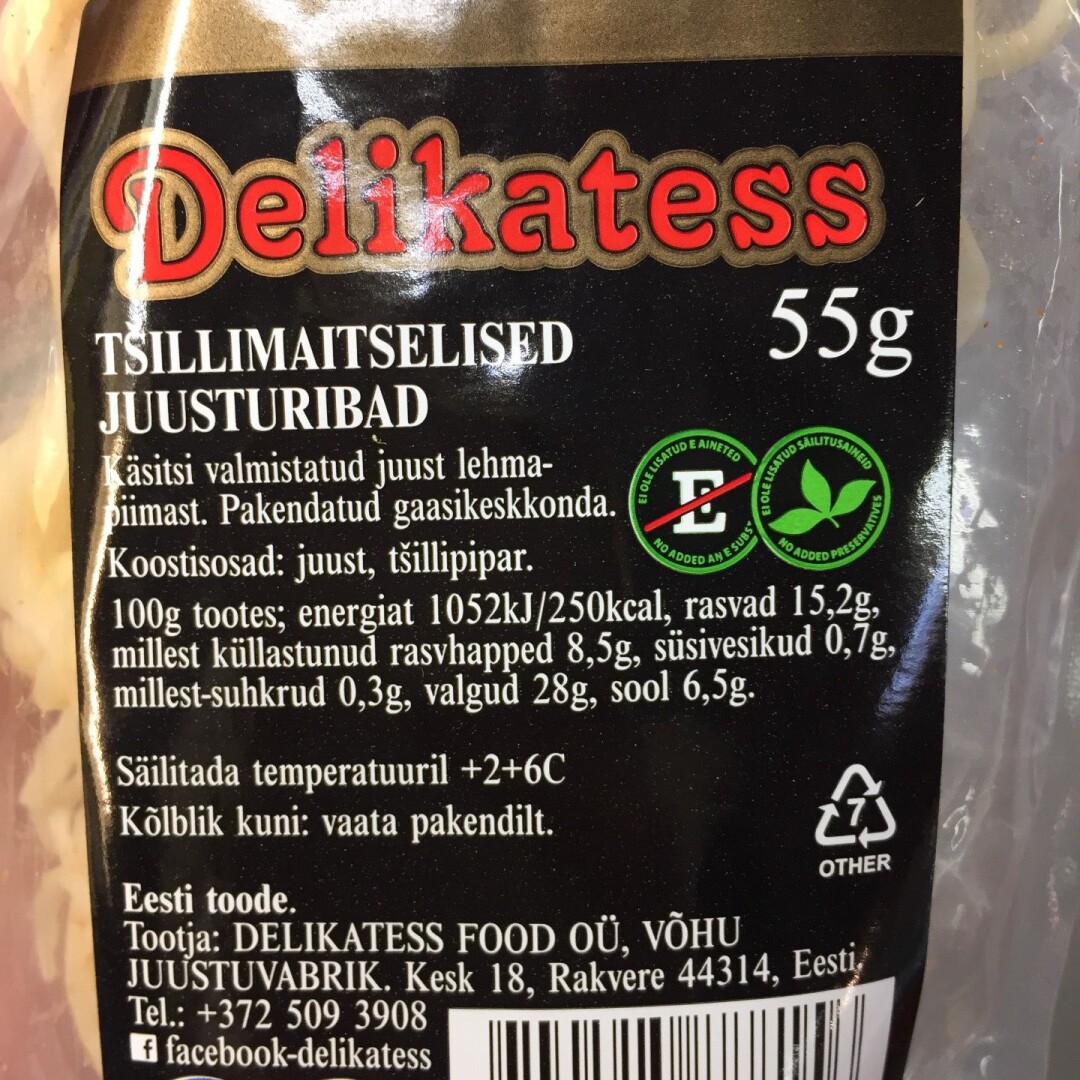 Delikatess
55g
TŠILLIMAITSELISED
JUUSTURIBAD
Käsitsi valmistatud juust lehma-
piimast. Pakendatud gaasikeskkonda.
EI OLE LISATUD E AINETED
E
NO ADDED AN E SUBS
EI OLE LISATUD SÄILITUSAINEID
NO ADDED PRESERVATIVES
Koostisosad: juust, tšillipipar.
100g tootes; energiat 1052kJ/250kcal, rasvad 15,2g,
millest küllastunud rasvhapped 8,5g, süsivesikud 0,7g,
millest-suhkrud 0,3g, valgud 28g, sool 6,5g.
Säilitada temperatuuril +2+6C
Kõlblik kuni: vaata pakendilt.
7
OTHER
Eesti toode.
Tootja: DELIKATESS FOOD OÜ, VÕHU
JUUSTUVABRIK. Kesk 18, Rakvere 44314, Eesti,
Tel.: +372 509 3908
f facebook-delikatess